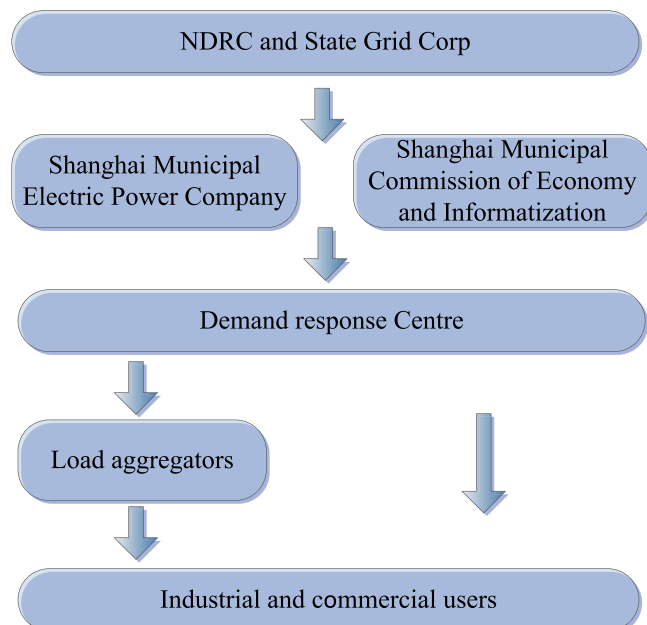 NDRC and State Grid Corp
Shanghai Municipal
Electric Power Company
Shanghai Municipal
Commission of Economy
and Informatization
Demand response Centre
Load aggregators
Industrial and commercial users